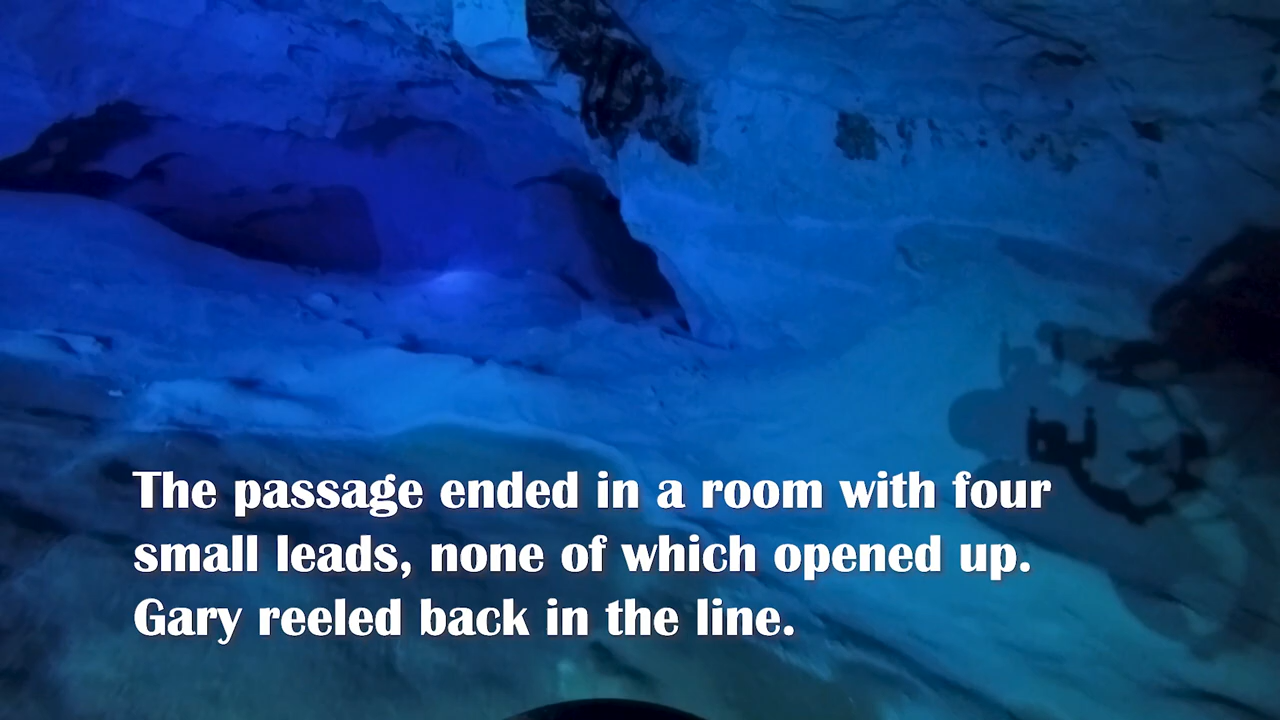 The passage ended in a room with four
small leads, none of which opened up.
Gary reeled back in the line.